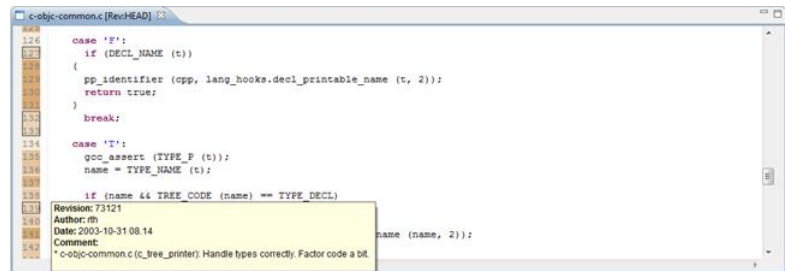 c-objc-common.c [Rev:HEAD]
125
126 case 'F':
127 if (DECL_NAME (t))
128 {
129 pp_identifier (cpp, lang_hooks.decl_printable_name (t, 2));
130 return true;
131 }
132 break;
133
134 case 'T':
135 gcc_assert (TYPE_P (t));
136 name = TYPE_NAME (t);
137
138 if (name && TREE_CODE (name) == TYPE_DECL)
139 Revision: 73121
140 Author: rth
Date: 2003-10-31 08.14
141 name (name, 2));
Comment:
142 * c-objc-common.c (c_tree_printer): Handle types correctly. Factor code a bit.